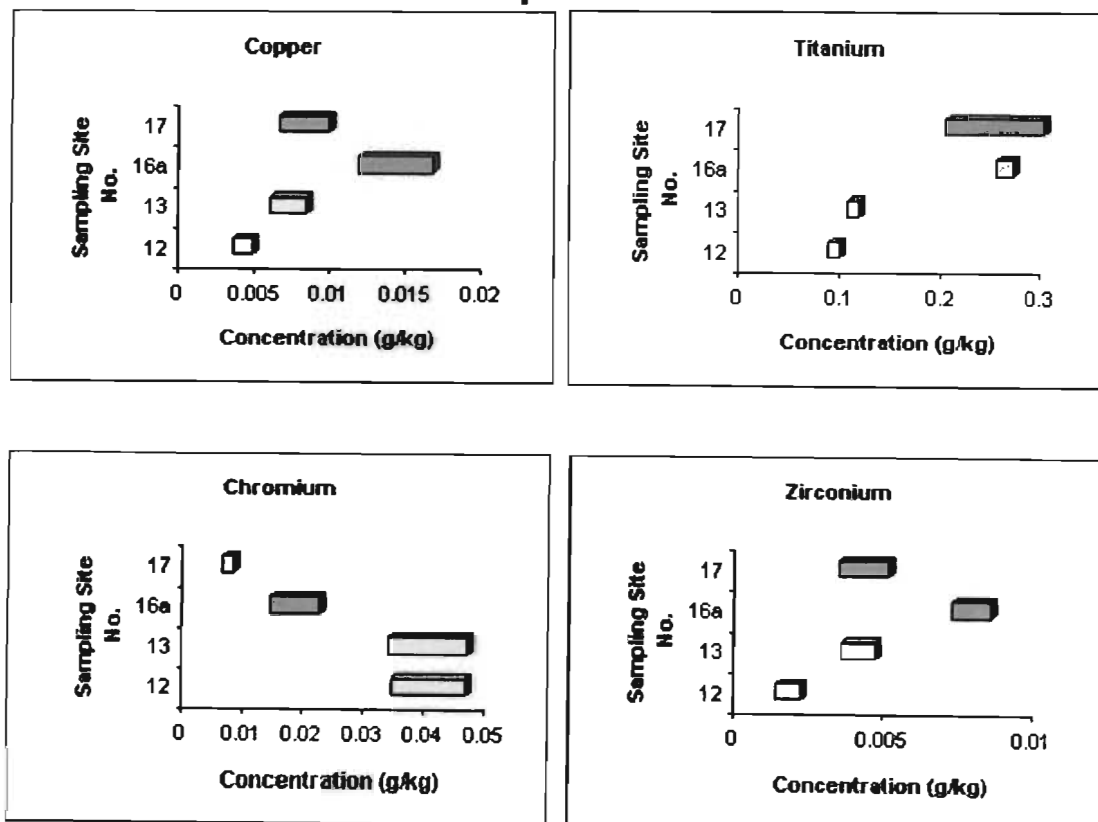 Copper
Sampling Site
No.
17
16a
13
12
0 0.005 0.01 0.015 0.02
Concentration (g/kg)
Titanium
Sampling Site
No.
17
16a
13
12
0 0.1 0.2 0.3
Concentration (g/kg)
Chromium
Sampling Site
No.
17
16a
13
12
0 0.01 0.02 0.03 0.04 0.05
Concentration (g/kg)
Zirconium
Sampling Site
No.
17
16a
13
12
0 0.005 0.01
Concentration (g/kg)